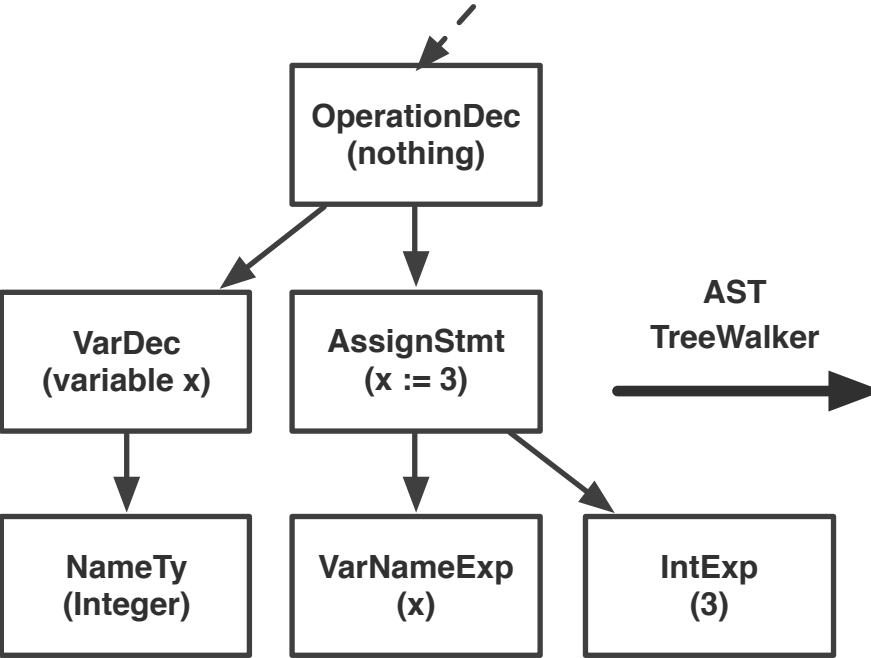 OperationDec
(nothing)
VarDec
(variable x)
AssignStmt
(x := 3)
AST
TreeWalker
NameTy
(Integer)
VarNameExp
(x)
IntExp
(3)